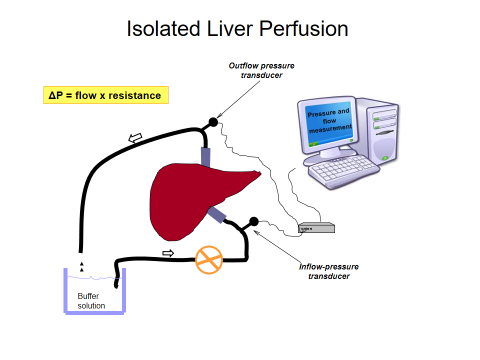 Isolated Liver Perfusion
Outflow pressure
transducer
ΔP = flow x resistance
Pressure and
flow
measurement
Inflow-pressure
transducer
Buffer
solution